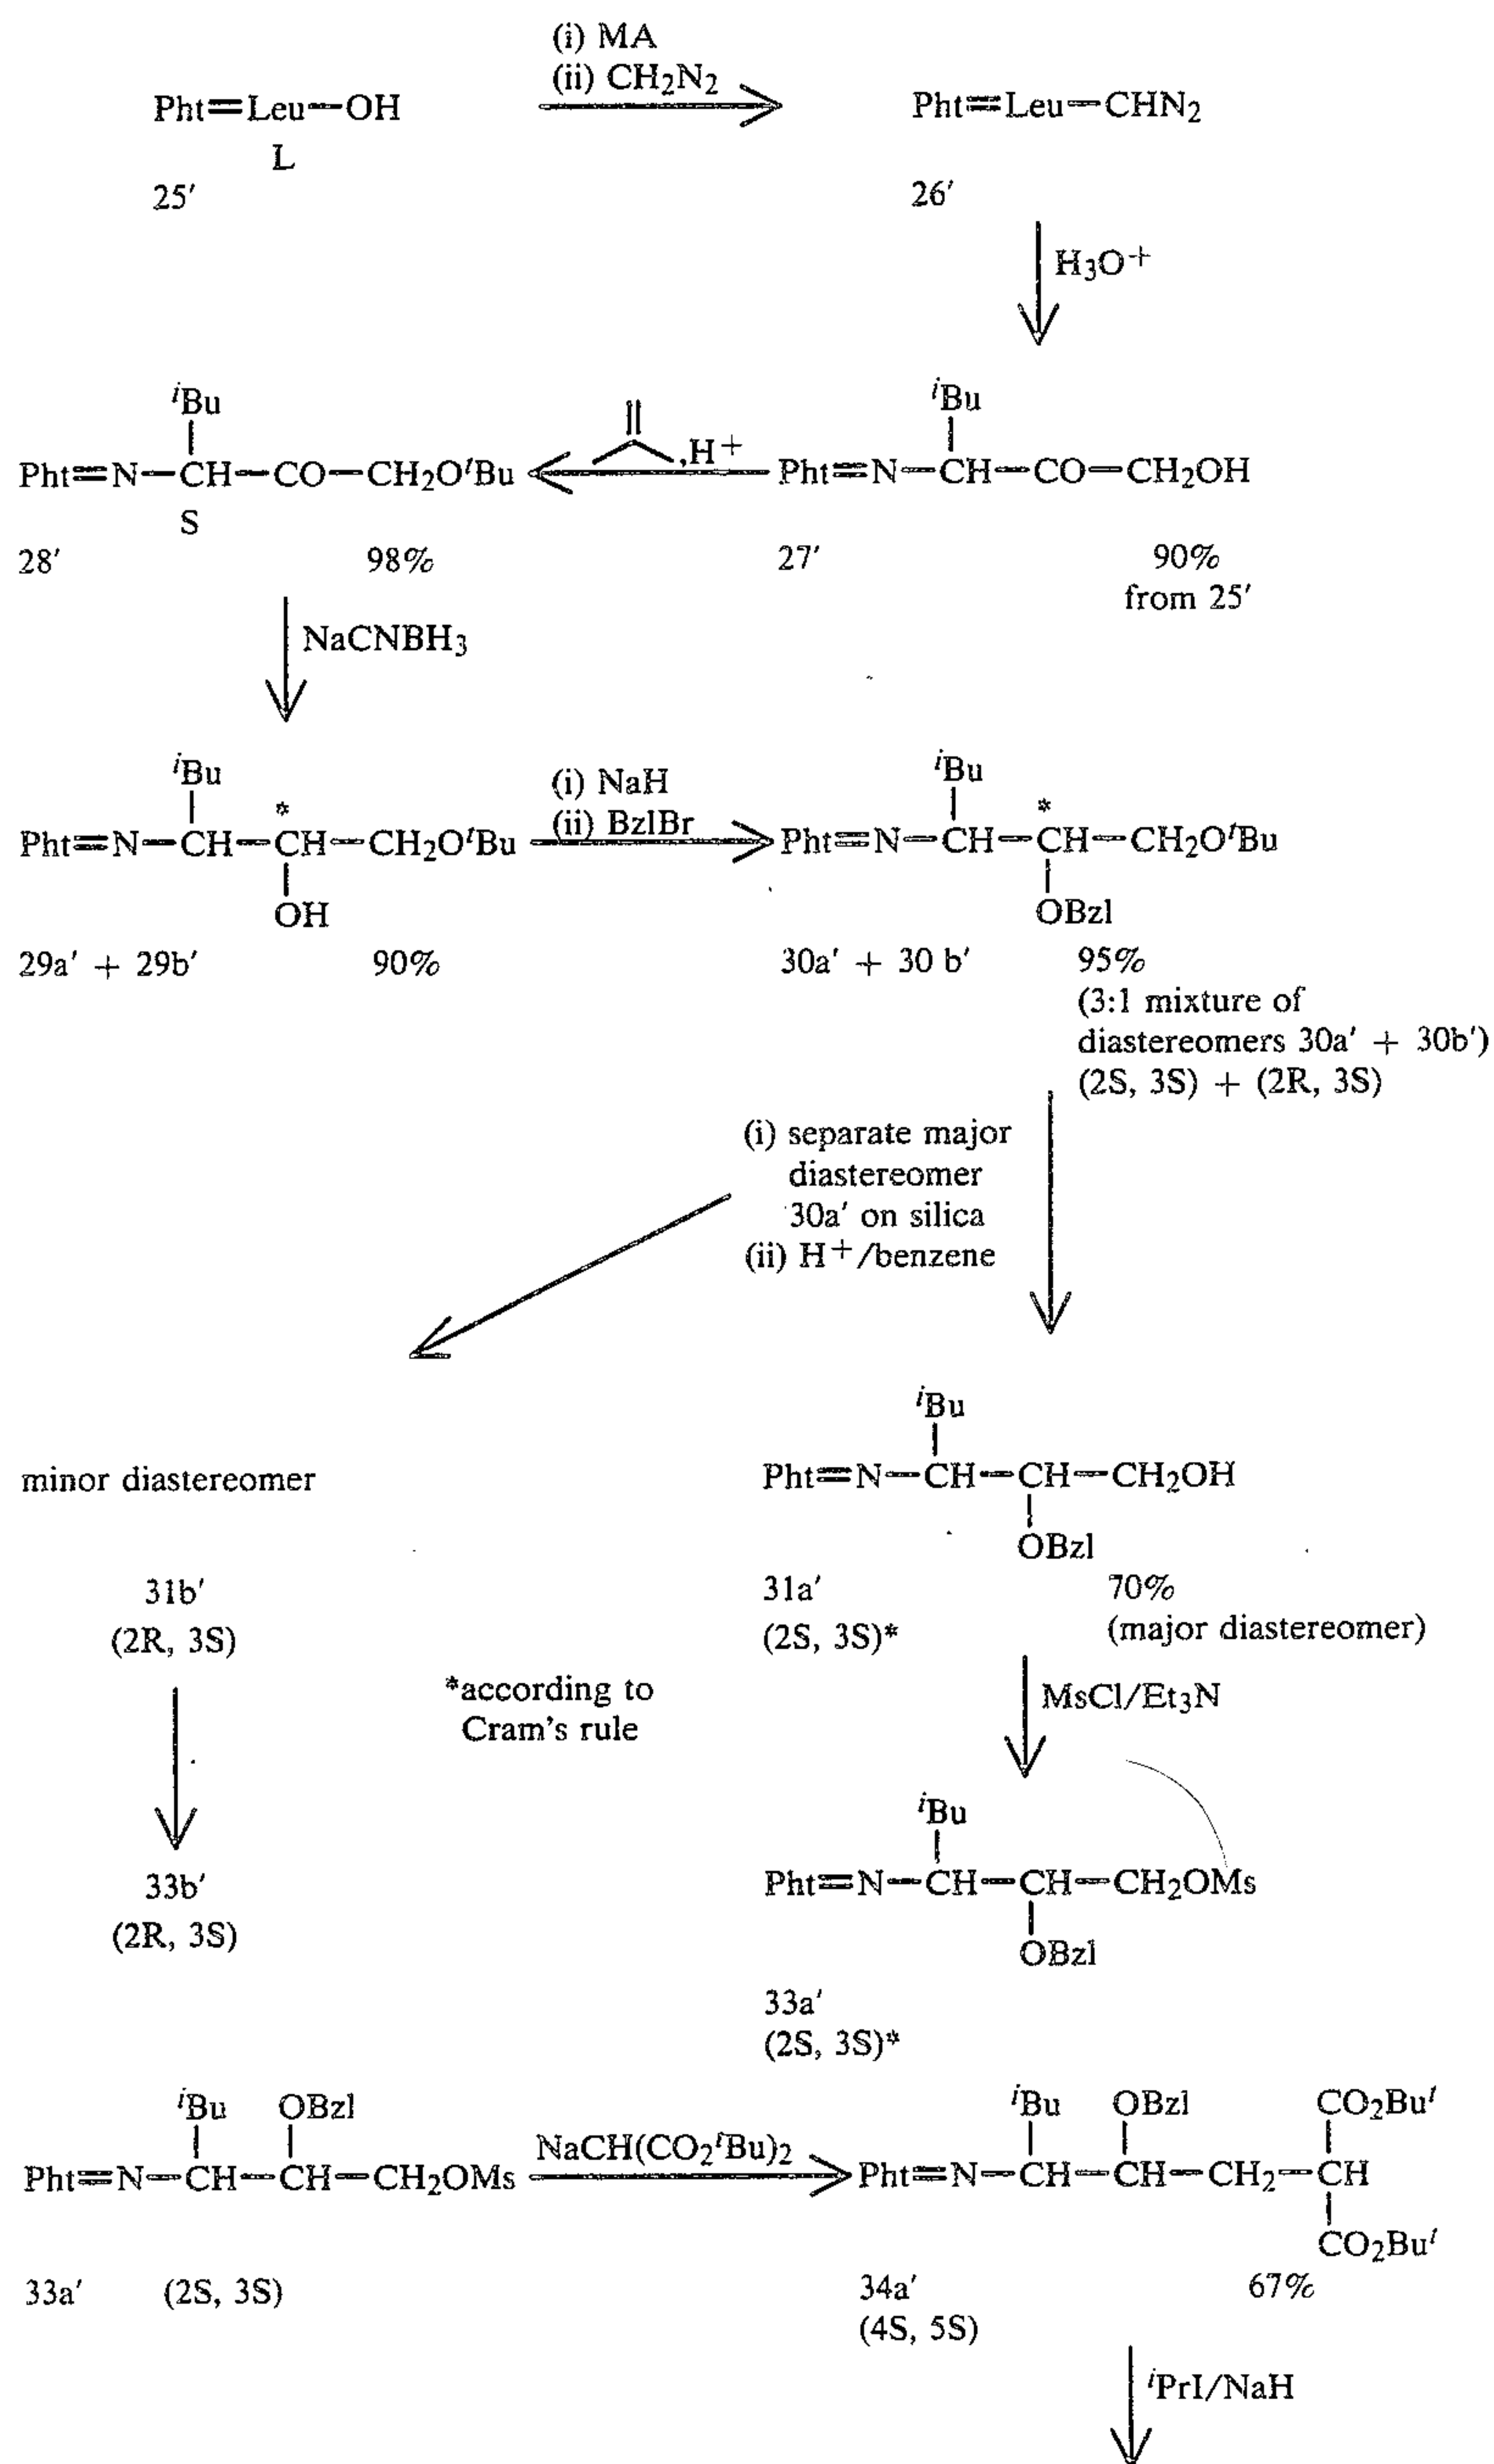 (i) MA
(ii) CH2N2
Pht=Leu—OH
L
25'
Pht=Leu—CHN2
26'
H3O+
iBu
Pht=N—CH—CO—CH2OtBu
S
28' 98%
,H+
iBu
Pht=N—CH—CO—CH2OH
27' 90%
from 25'
NaCNBH3
iBu
*
Pht=N—CH—CH—CH2OtBu
OH
29a' + 29b' 90%
(i) NaH
(ii) BzlBr
iBu
*
Pht=N—CH—CH—CH2OtBu
OBzl
30a' + 30 b' 95%
(3:1 mixture of
diastereomers 30a' + 30b')
(2S, 3S) + (2R, 3S)
(i) separate major
diastereomer
30a' on silica
(ii) H+/benzene
minor diastereomer
31b'
(2R, 3S)
iBu
Pht=N—CH—CH—CH2OH
OBzl
31a' 70%
(2S, 3S)* (major diastereomer)
*according to
Cram's rule
MsCl/Et3N
33b'
(2R, 3S)
iBu
Pht=N—CH—CH—CH2OMs
OBzl
33a'
(2S, 3S)*
iBu OBzl
Pht=N—CH—CH—CH2OMs
33a' (2S, 3S)
NaCH(CO2tBu)2
iBu OBzl CO2But
Pht=N—CH—CH—CH2—CH
CO2But
34a' 67%
(4S, 5S)
iPrI/NaH